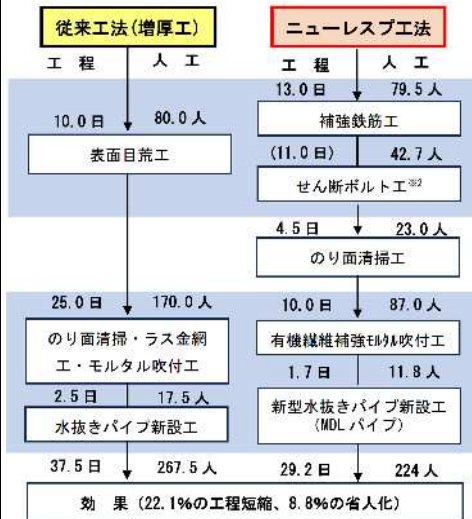 従来工法(増厚工)
ニューレスプ工法
工 程 人 工
工 程 人 工
13.0日 79.5人
10.0日 80.0人
補強鉄筋工
表面目荒工
(11.0日) 42.7人
せん断ボルト工※2
4.5日 23.0人
のり面清掃工
25.0日 170.0人
10.0日 87.0人
のり面清掃・ラス金網
工・モルタル吹付工
有機繊維補強モルタル吹付工
1.7日 11.8人
2.5日 17.5人
新型水抜きパイプ新設工
(MDLパイプ)
水抜きパイプ新設工
37.5日 267.5人
29.2日 224人
効 果 (22.1%の工程短縮、8.8%の省人化)